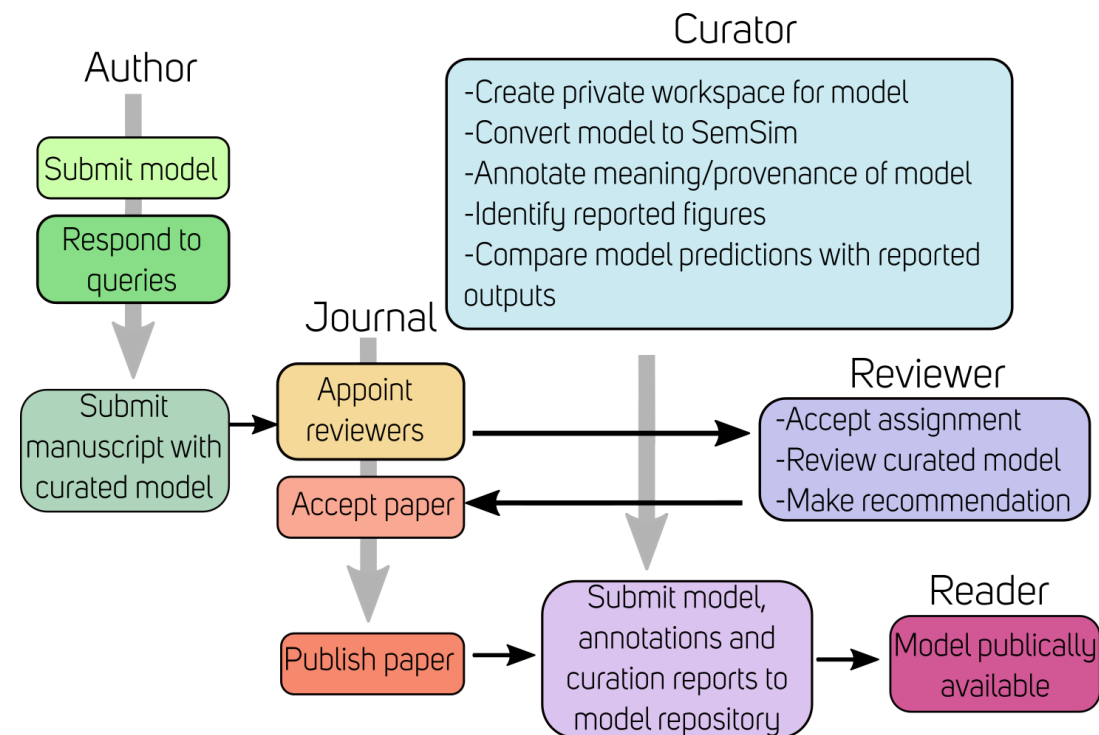 Author
Submit model
Respond to
queries
Submit
manuscript with
curated model
Journal
Appoint
reviewers
Accept paper
Publish paper
Curator
-Create private workspace for model
-Convert model to SemSim
-Annotate meaning/provenance of model
-Identify reported figures
-Compare model predictions with reported
outputs
Reviewer
-Accept assignment
-Review curated model
-Make recommendation
Submit model,
annotations and
curation reports to
model repository
Reader
Model publically
available